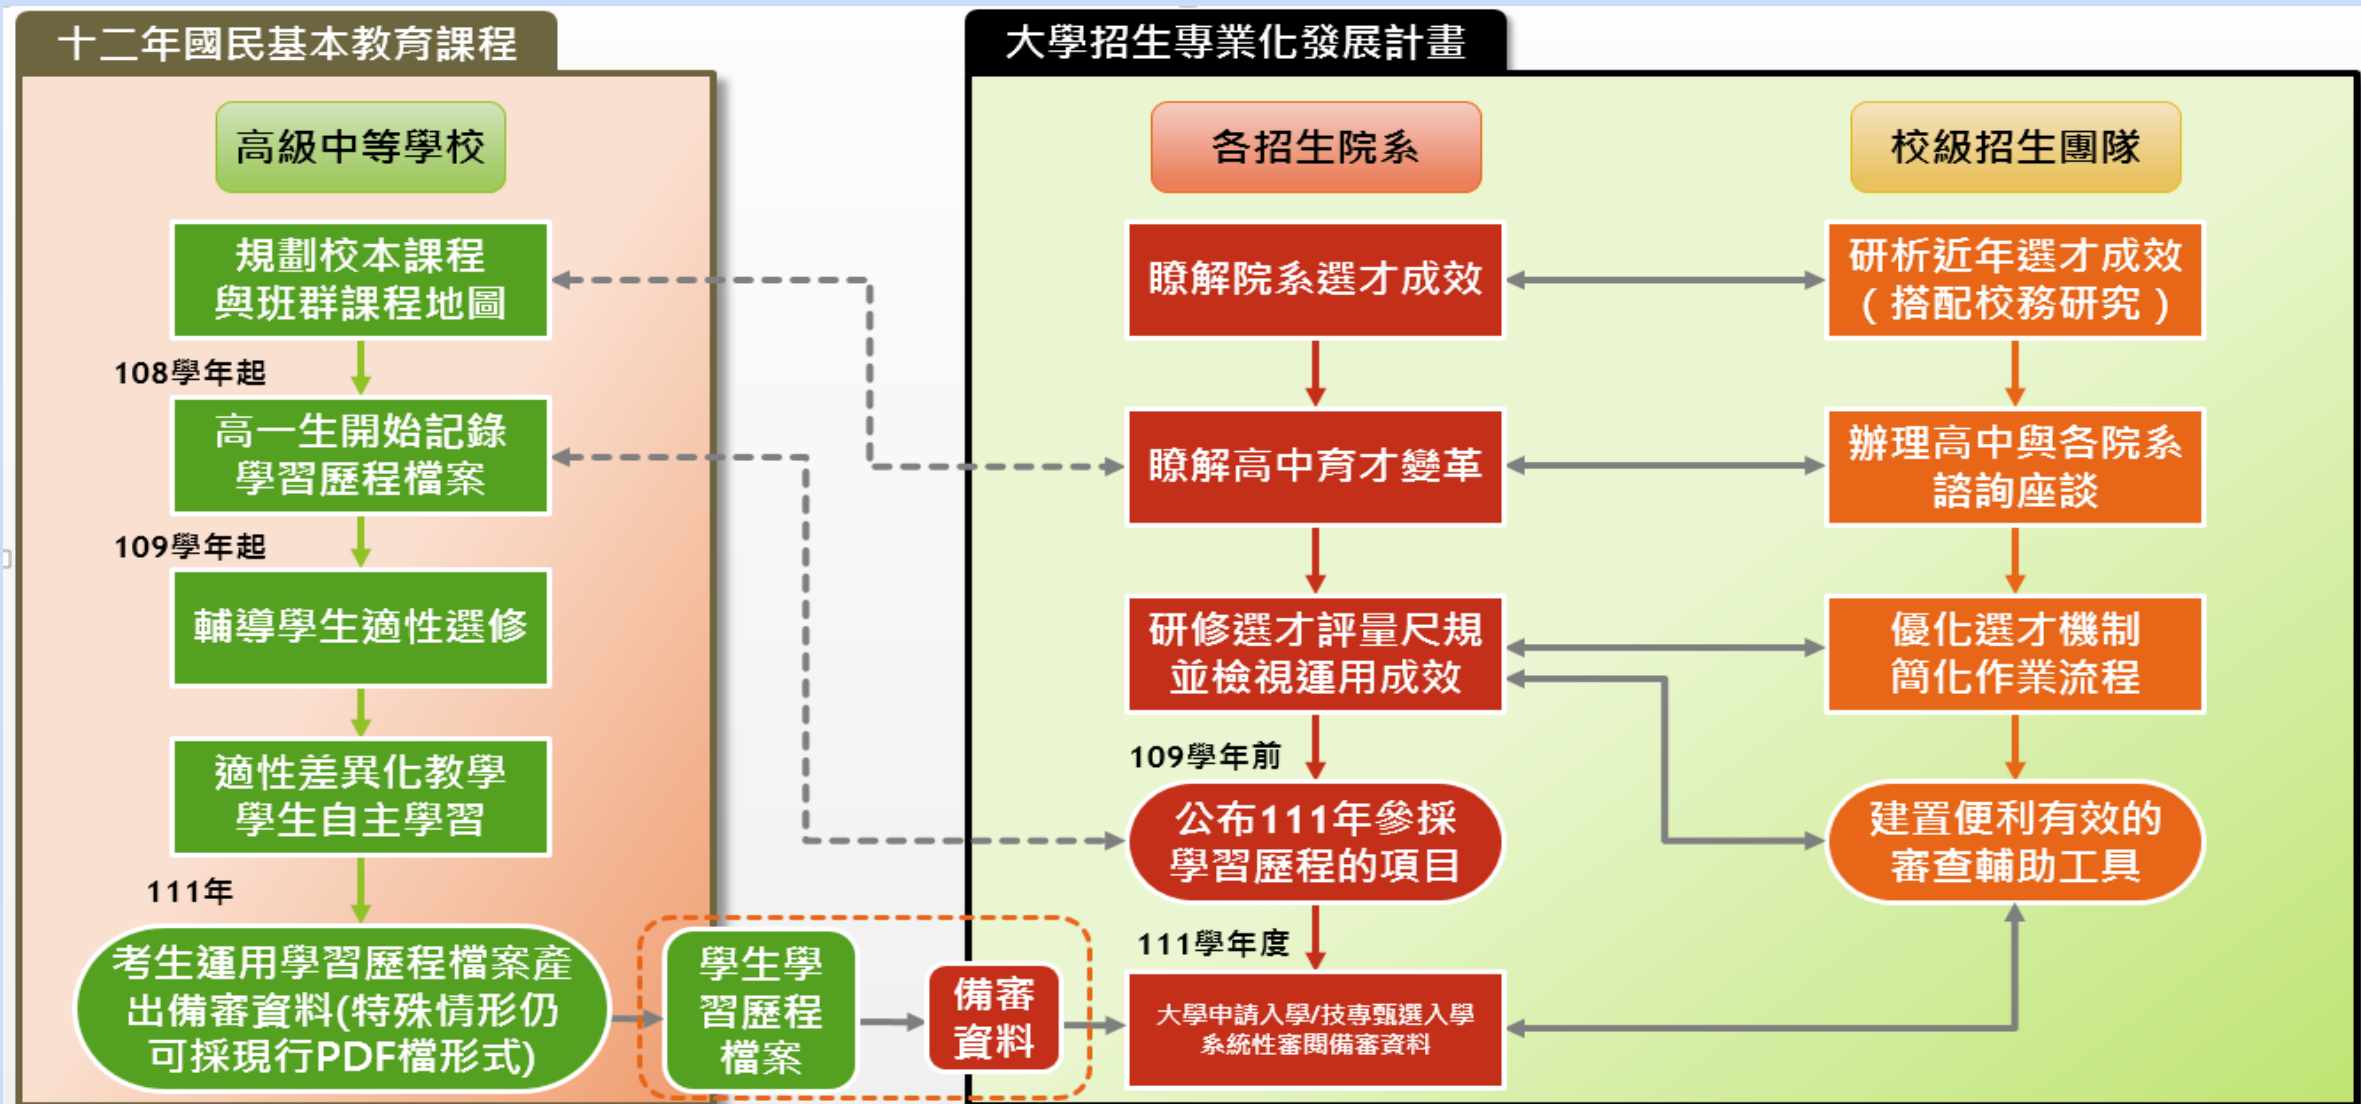 十二年國民基本教育課程
高級中等學校
規劃校本課程
與班群課程地圖
108學年起
高一生開始記錄
學習歷程檔案
109學年起
輔導學生適性選修
適性差異化教學
學生自主學習
111年
考生運用學習歷程檔案產
出備審資料(特殊情形仍
可採現行PDF檔形式)
學生學
習歷程
檔案
備審
資料
大學招生專業化發展計畫
各招生院系
瞭解院系選才成效
瞭解高中育才變革
研修選才評量尺規
並檢視運用成效
109學年前
公布111年參採
學習歷程的項目
111學年度
大學申請入學/技專甄選入學
系統性審閱備審資料
校級招生團隊
研析近年選才成效
(搭配校務研究)
辦理高中與各院系
諮詢座談
優化選才機制
簡化作業流程
建置便利有效的
審查輔助工具